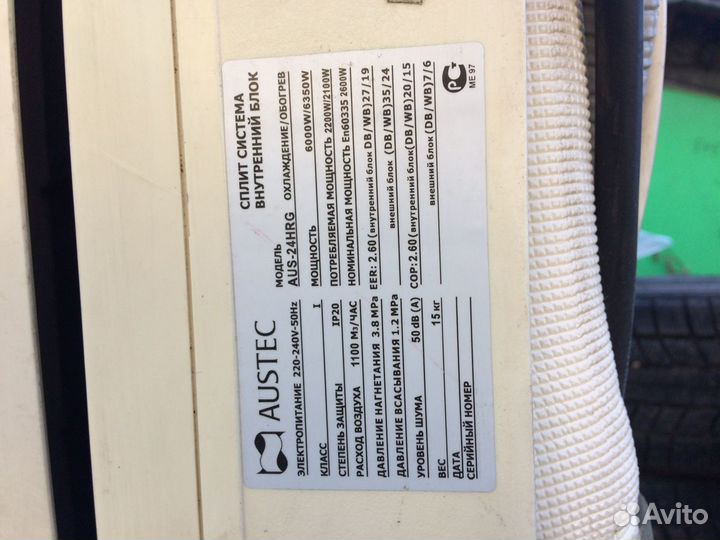 AUSTEC
СПЛИТ СИСТЕМА
ВНУТРЕННИЙ БЛОК
МОДЕЛЬ
AUS-24HRG ОХЛАЖДЕНИЕ/ОБОГРЕВ
ЭЛЕКТРОПИТАНИЕ 220-240V-50Hz
КЛАСС I
СТЕПЕНЬ ЗАЩИТЫ IP20
РАСХОД ВОЗДУХА 1100 М3/ЧАС
ДАВЛЕНИЕ НАГНЕТАНИЯ 3.8 MPa
ДАВЛЕНИЕ ВСАСЫВАНИЯ 1.2 MPa
УРОВЕНЬ ШУМА 50 dB (A)
ВЕС 15 кг
ДАТА
СЕРИЙНЫЙ НОМЕР
МОЩНОСТЬ 6000W/6350W
ПОТРЕБЛЯЕМАЯ МОЩНОСТЬ 2200W/2100W
НОМИНАЛЬНАЯ МОЩНОСТЬ En60335 2600W
EER: 2.60 (внутренний блок DB/WB)27/19
внешний блок (DB/WB)35/24
COP: 2.60 (внутренний блок(DB/WB)20/15
внешний блок (DB/WB)7/6
РС
ME 97
Avito